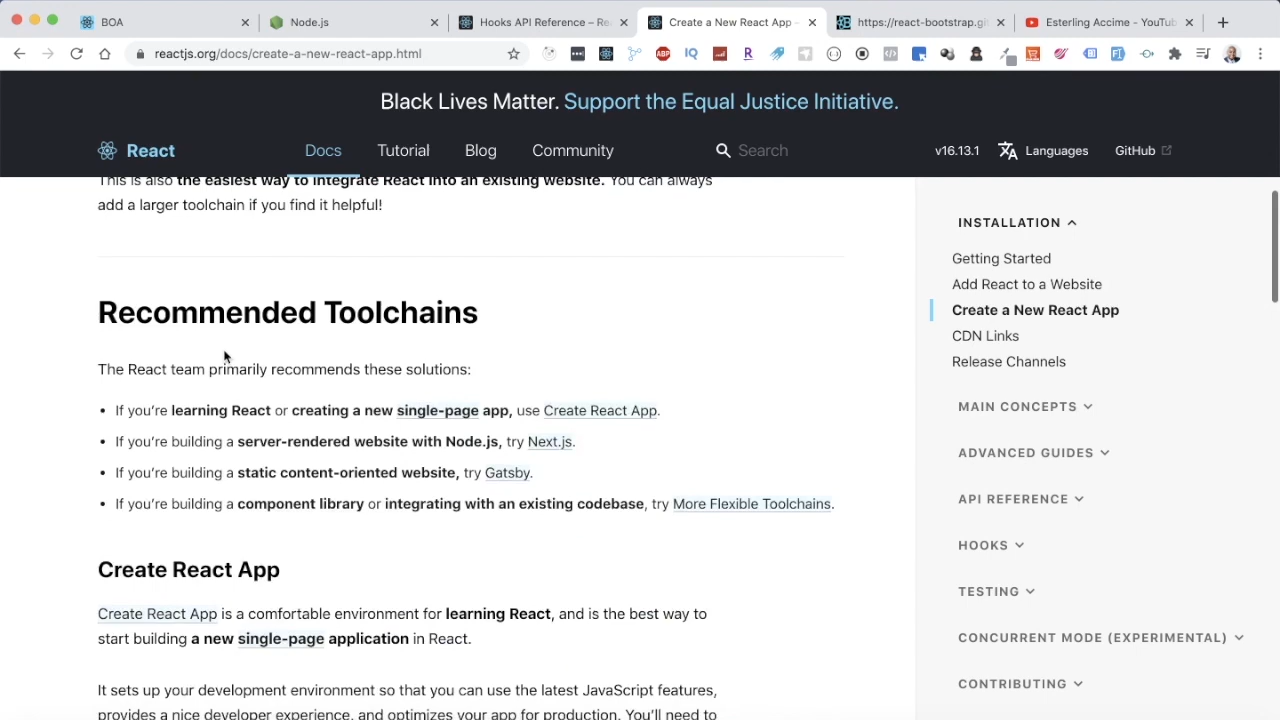 BOA
Node.js
Hooks API Reference – Re
Create a New React App –
https://react-bootstrap.git
Esterling Accime - YouTub
reactjs.org/docs/create-a-new-react-app.html
Black Lives Matter. Support the Equal Justice Initiative.
React
Docs
Tutorial
Blog
Community
Search
v16.13.1
Languages
GitHub
This is also the easiest way to integrate React into an existing website. You can always
add a larger toolchain if you find it helpful!
Recommended Toolchains
The React team primarily recommends these solutions:
• If you’re learning React or creating a new single-page app, use Create React App.
• If you’re building a server-rendered website with Node.js, try Next.js.
• If you’re building a static content-oriented website, try Gatsby.
• If you’re building a component library or integrating with an existing codebase, try More Flexible Toolchains.
Create React App
Create React App is a comfortable environment for learning React, and is the best way to
start building a new single-page application in React.
It sets up your development environment so that you can use the latest JavaScript features,
provides a nice developer experience, and optimizes your app for production. You’ll need to
INSTALLATION
Getting Started
Add React to a Website
Create a New React App
CDN Links
Release Channels
MAIN CONCEPTS
ADVANCED GUIDES
API REFERENCE
HOOKS
TESTING
CONCURRENT MODE (EXPERIMENTAL)
CONTRIBUTING